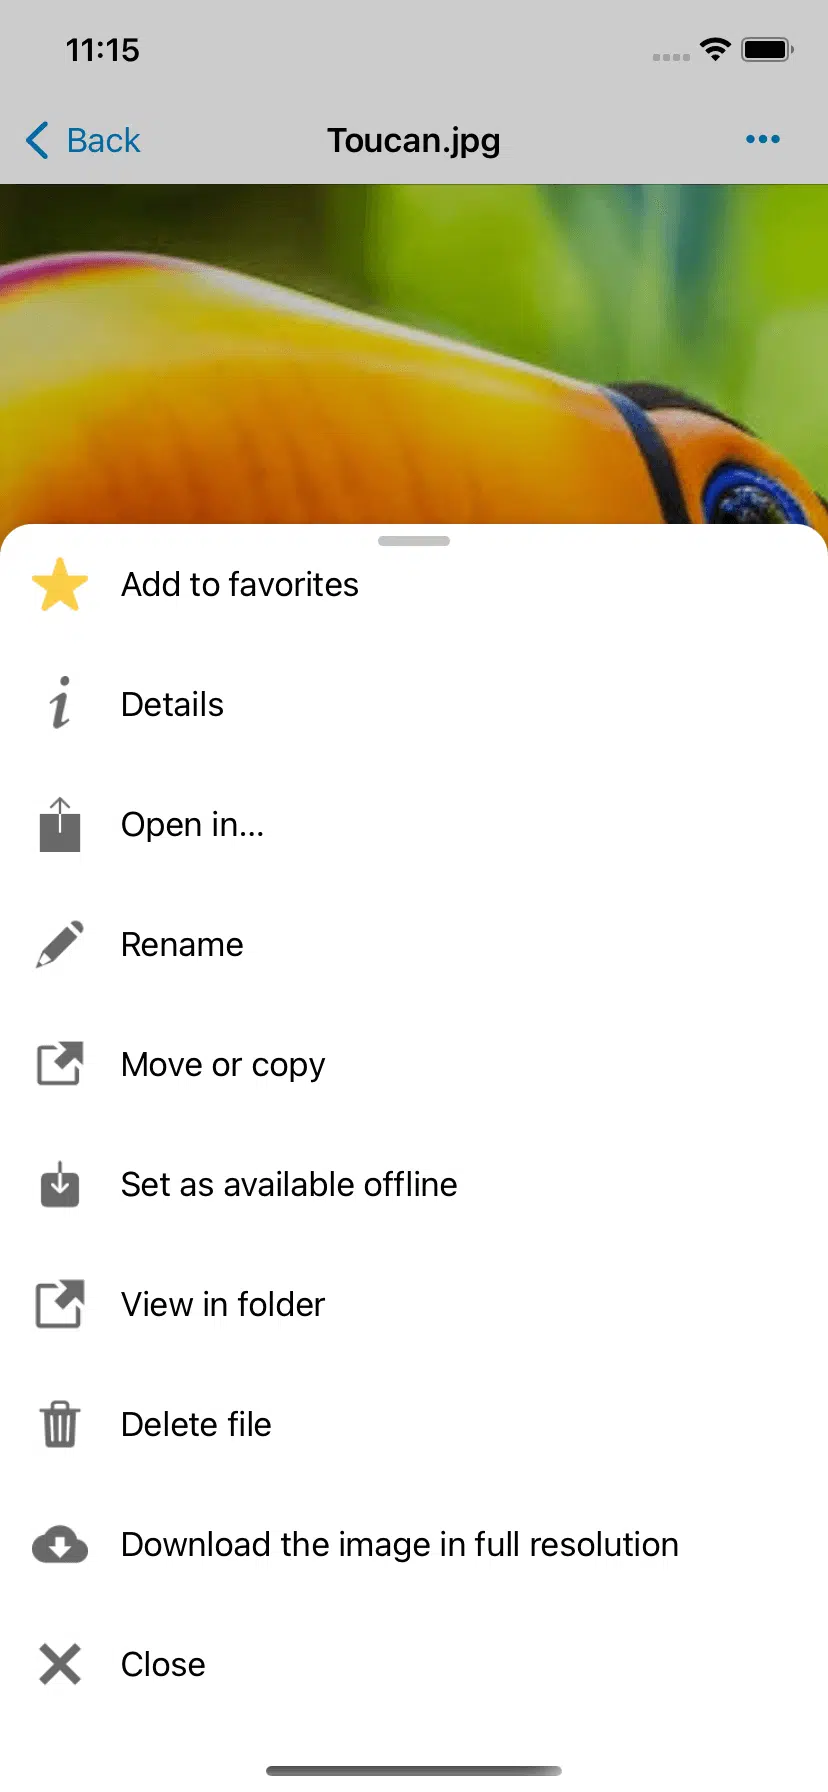 11:15
Back
Toucan.jpg
Add to favorites
Details
Open in...
Rename
Move or copy
Set as available offline
View in folder
Delete file
Download the image in full resolution
Close